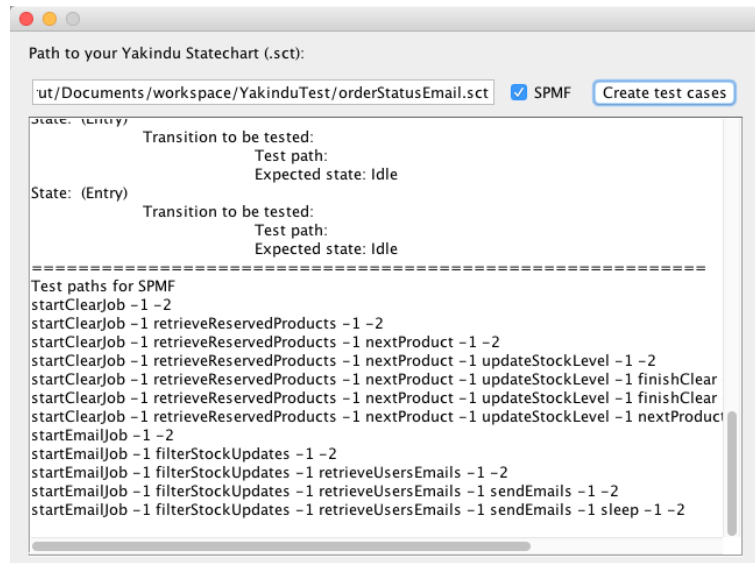 Path to your Yakindu Statechart (.sct):
ut/Documents/workspace/YakinduTest/orderStatusEmail.sct SPMF Create test cases
State: (Entry)
Transition to be tested:
Test path:
Expected state: Idle
State: (Entry)
Transition to be tested:
Test path:
Expected state: Idle
==========================================================
Test paths for SPMF
startClearJob -1 -2
startClearJob -1 retrieveReservedProducts -1 -2
startClearJob -1 retrieveReservedProducts -1 nextProduct -1 -2
startClearJob -1 retrieveReservedProducts -1 nextProduct -1 updateStockLevel -1 -2
startClearJob -1 retrieveReservedProducts -1 nextProduct -1 updateStockLevel -1 finishClear
startClearJob -1 retrieveReservedProducts -1 nextProduct -1 updateStockLevel -1 finishClear
startClearJob -1 retrieveReservedProducts -1 nextProduct -1 updateStockLevel -1 nextProduct
startEmailJob -1 -2
startEmailJob -1 filterStockUpdates -1 -2
startEmailJob -1 filterStockUpdates -1 retrieveUsersEmails -1 -2
startEmailJob -1 filterStockUpdates -1 retrieveUsersEmails -1 sendEmails -1 -2
startEmailJob -1 filterStockUpdates -1 retrieveUsersEmails -1 sendEmails -1 sleep -1 -2